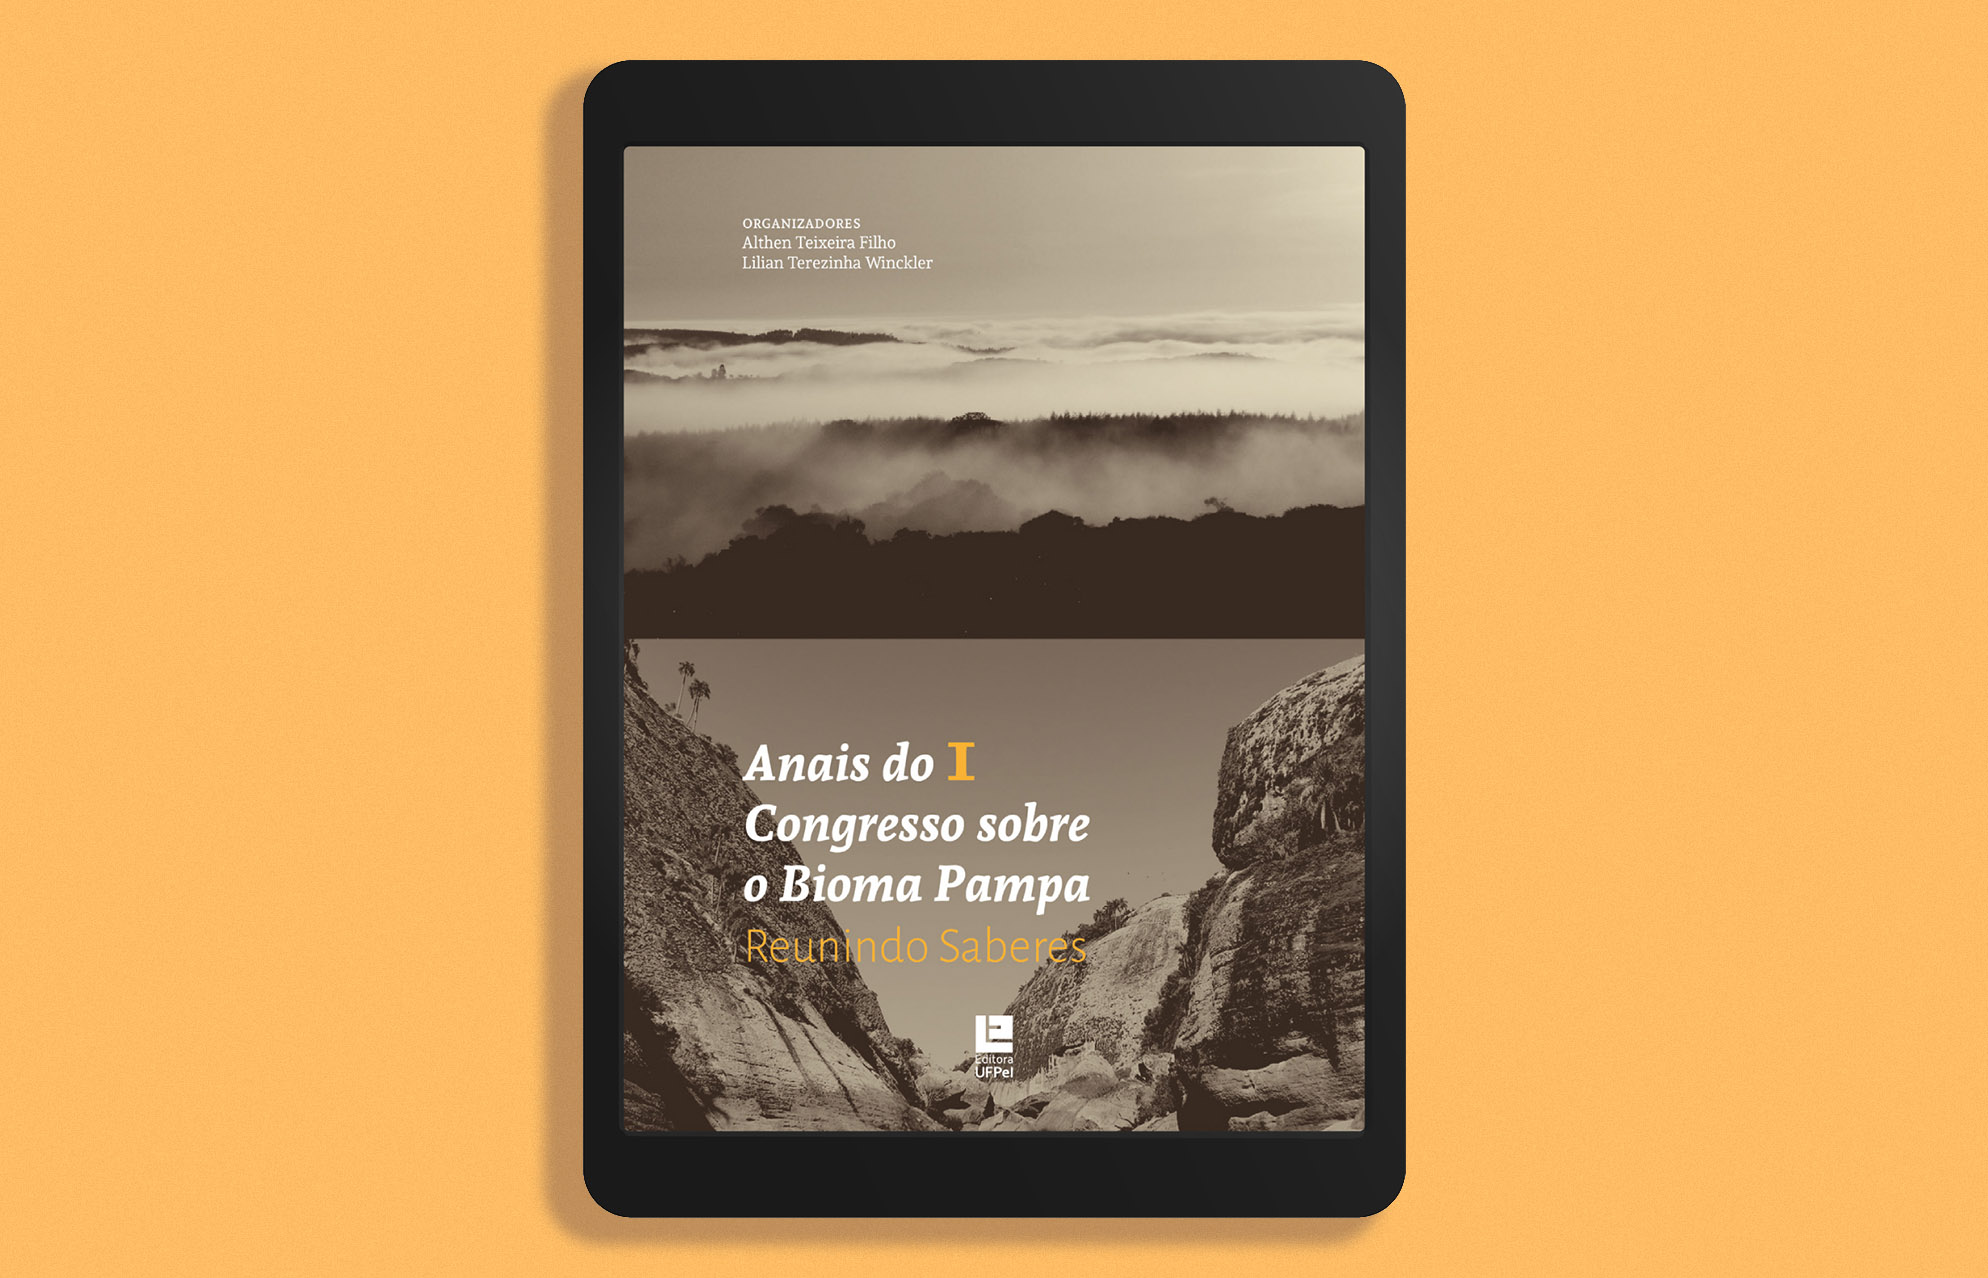 ORGANIZADORES
Althen Teixeira Filho
Lilian Terezinha Winckler
Anais do I
Congresso sobre
o Bioma Pampa
Reunindo Saberes
Editora
UFPel